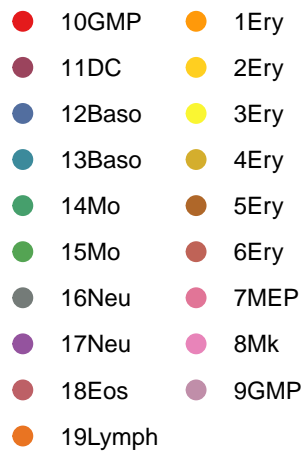 10GMP
11DC
12Baso
13Baso
14Mo
15Mo
16Neu
17Neu
18Eos
19Lymph
1Ery
2Ery
3Ery
4Ery
5Ery
6Ery
7MEP
8Mk
9GMP